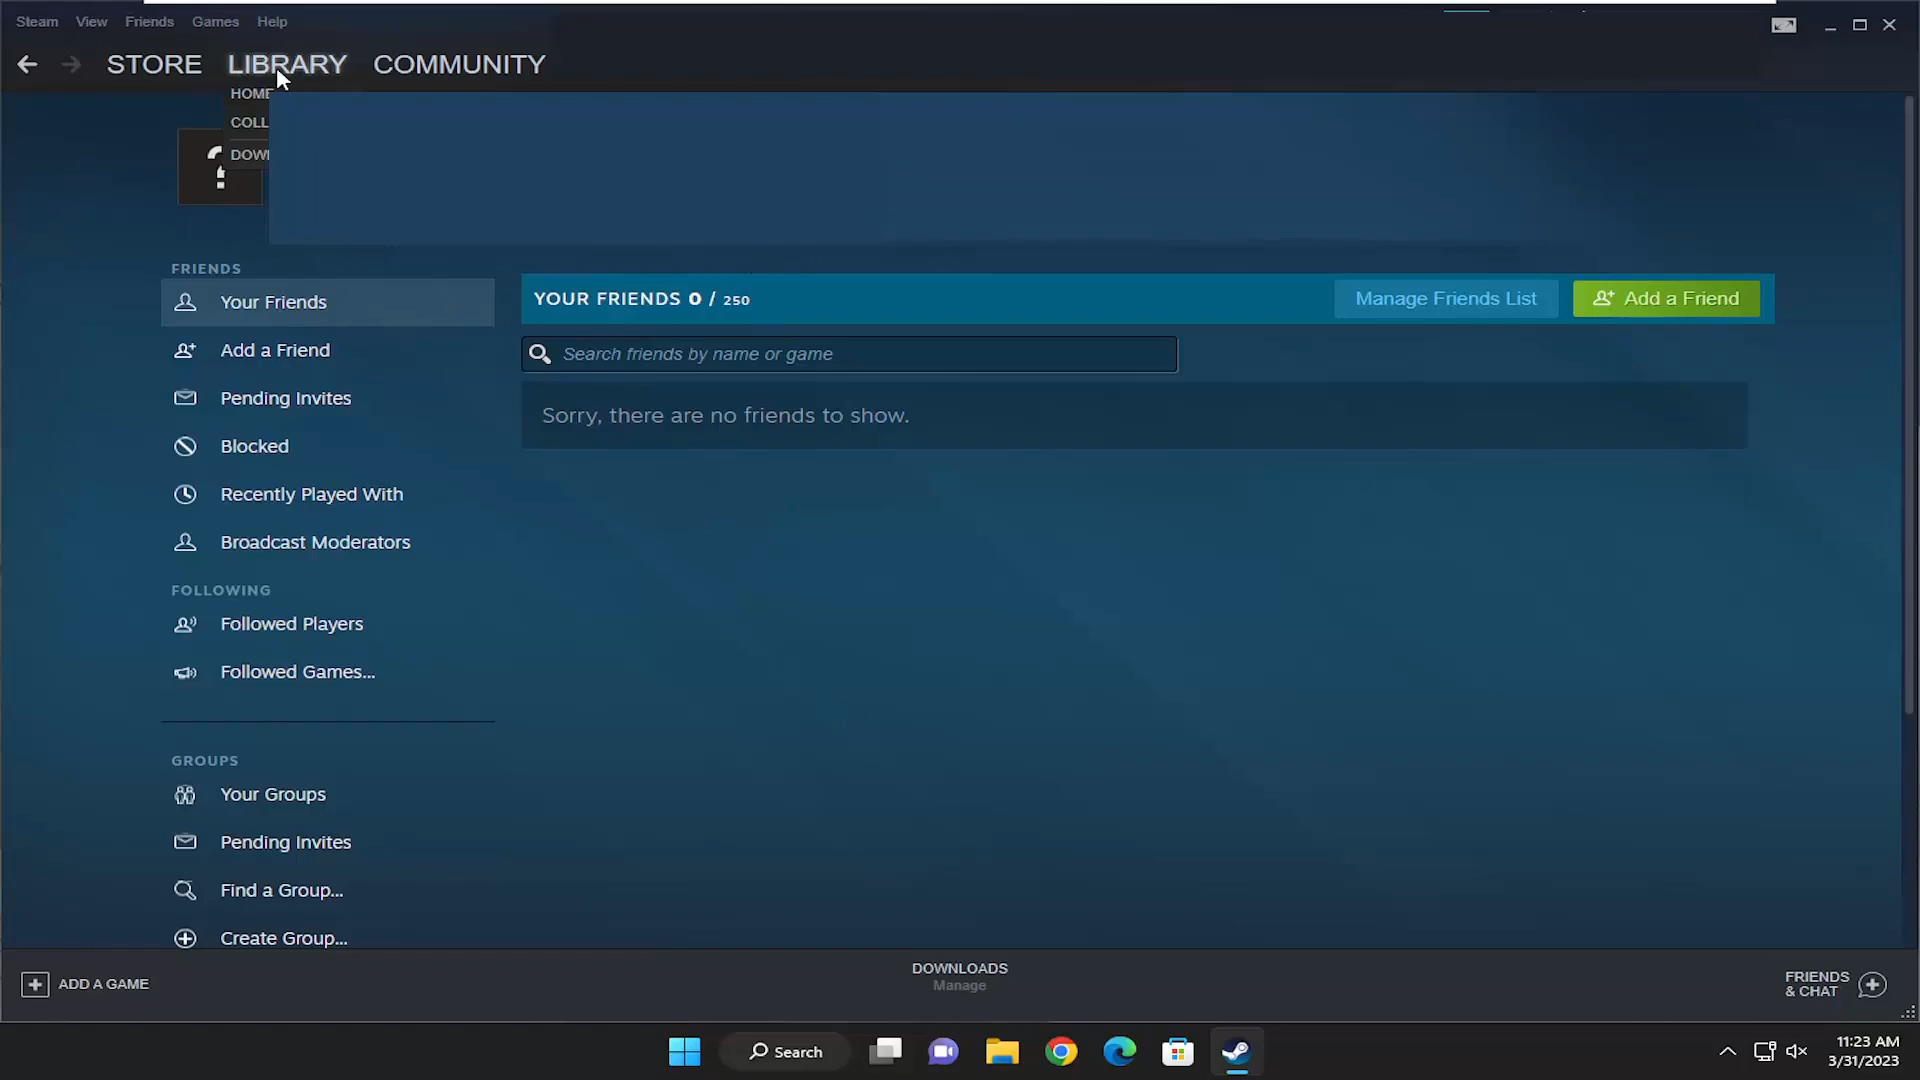 Steam View Friends Games Help
STORE LIBRARY COMMUNITY
HOME
COLL
DOW
FRIENDS
Your Friends
Add a Friend
Pending Invites
Blocked
Recently Played With
Broadcast Moderators
FOLLOWING
Followed Players
Followed Games...
GROUPS
Your Groups
Pending Invites
Find a Group...
Create Group...
YOUR FRIENDS 0 / 250
Manage Friends List
Add a Friend
Search friends by name or game
Sorry, there are no friends to show.
ADD A GAME
DOWNLOADS
Manage
FRIENDS
& CHAT
Search
11:23 AM
3/31/2023